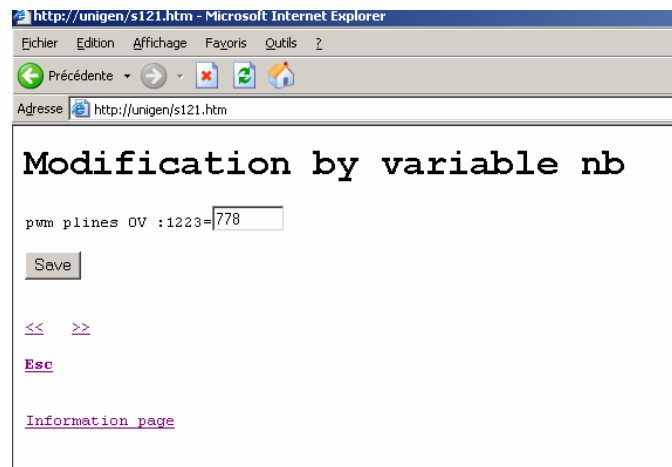 http://unigen/s121.htm - Microsoft Internet Explorer
Fichier Edition Affichage Favoris Outils ?
Précédente
Adresse http://unigen/s121.htm
Modification by variable nb
pwm plines 0V :1223=778
Save
<< >>
Esc
Information page